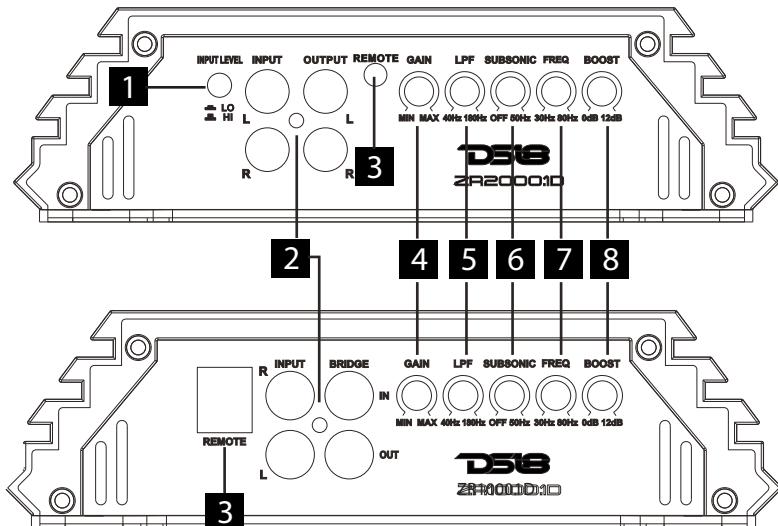 INPUT LEVEL INPUT OUTPUT REMOTE GAIN LPF SUBSONIC FREQ BOOST
1
LO
HI
L L
R R
3
MIN MAX 40Hz 180Hz OFF 50Hz 30Hz 80Hz 0dB 12dB
DS18
ZR2000.1D
2 4 5 6 7 8
R INPUT BRIDGE GAIN LPF SUBSONIC FREQ BOOST
IN
MIN MAX 40Hz 180Hz OFF 50Hz 30Hz 80Hz 0dB 12dB
REMOTE
OUT
L
DS18
3